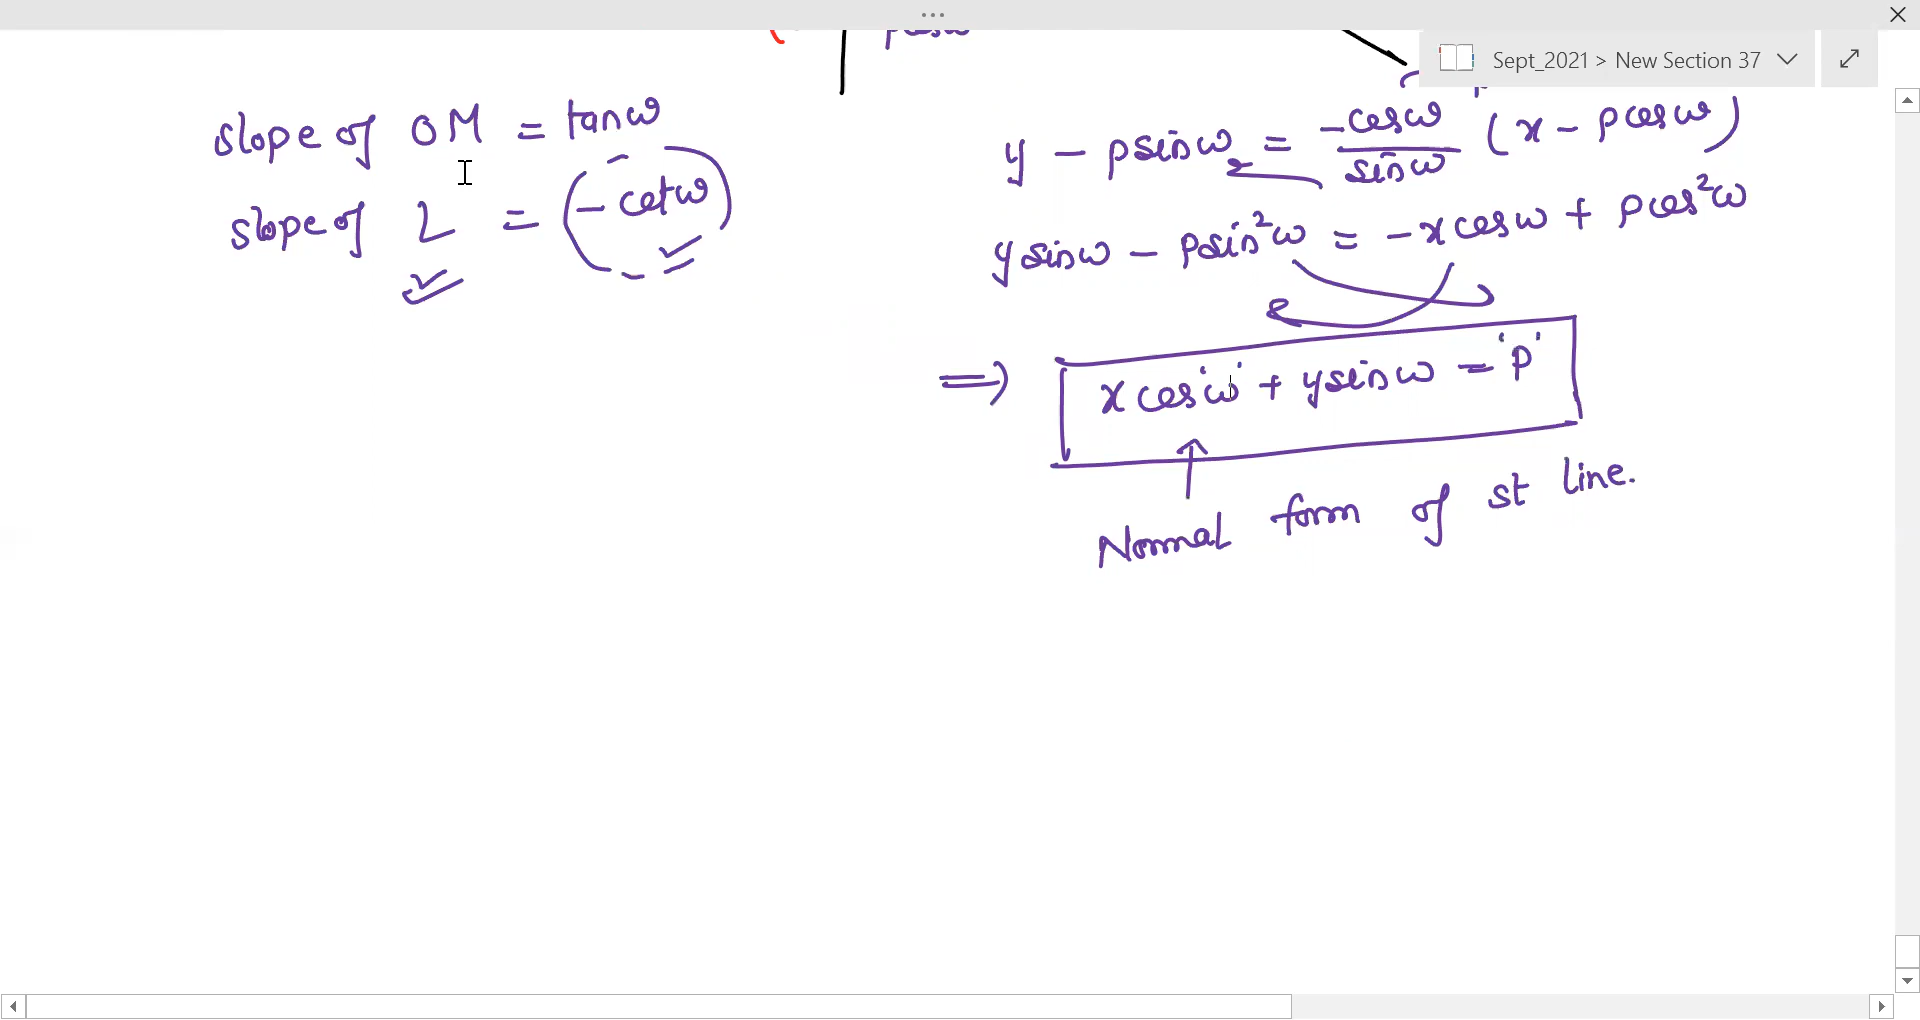 Sept_2021 > New Section 37
slope of OM = tanω
slope of L = (- cotω)
y - psinω = -cosω/sinω (x - pcosω)
ysinω - psin²ω = -xcosω + pcos²ω
⇒ xcos'ω' + ysinω = 'p'
Normal form of st line.